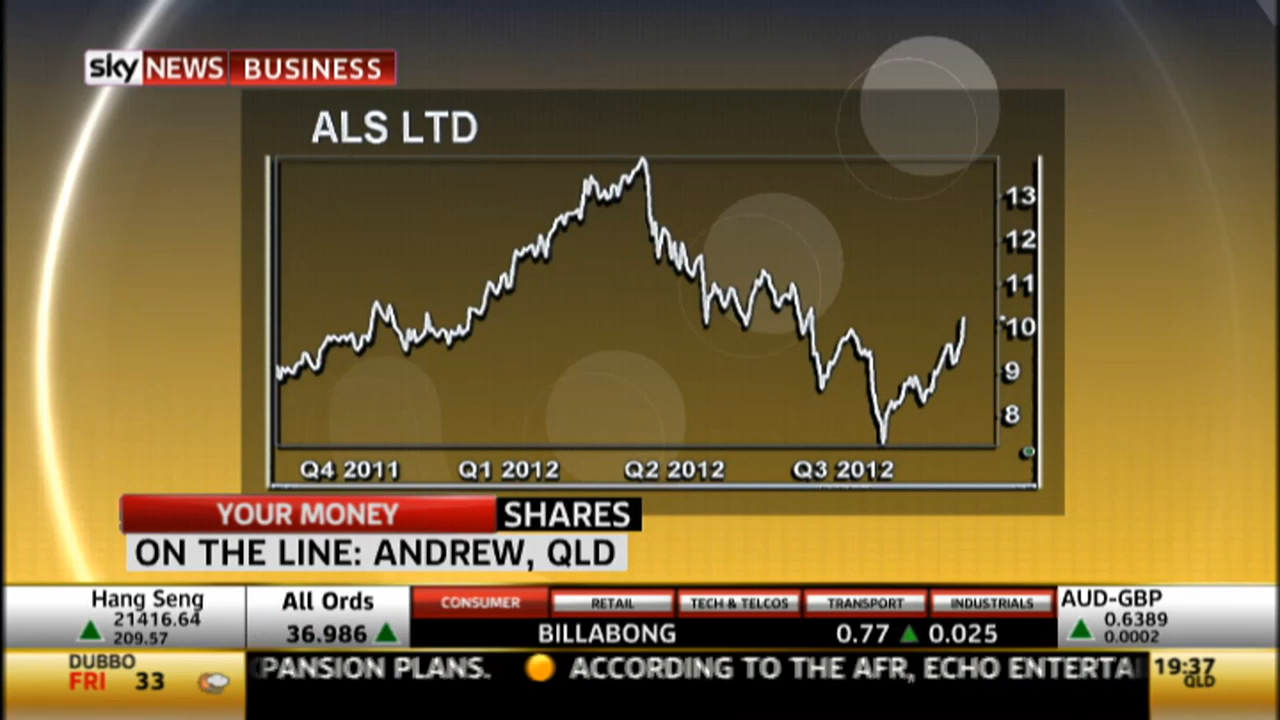 sky NEWS BUSINESS
ALS LTD
13
12
11
10
9
8
Q4 2011 Q1 2012 Q2 2012 Q3 2012
YOUR MONEY SHARES
ON THE LINE: ANDREW, QLD
Hang Seng
21416.64
209.57
All Ords
36.986
CONSUMER RETAIL TECH & TELCOS TRANSPORT INDUSTRIALS
BILLABONG 0.77 0.025
AUD-GBP
0.6389
0.0002
DUBBO
FRI 33
PANSION PLANS. ACCORDING TO THE AFR, ECHO ENTERTA
19:37
QLD